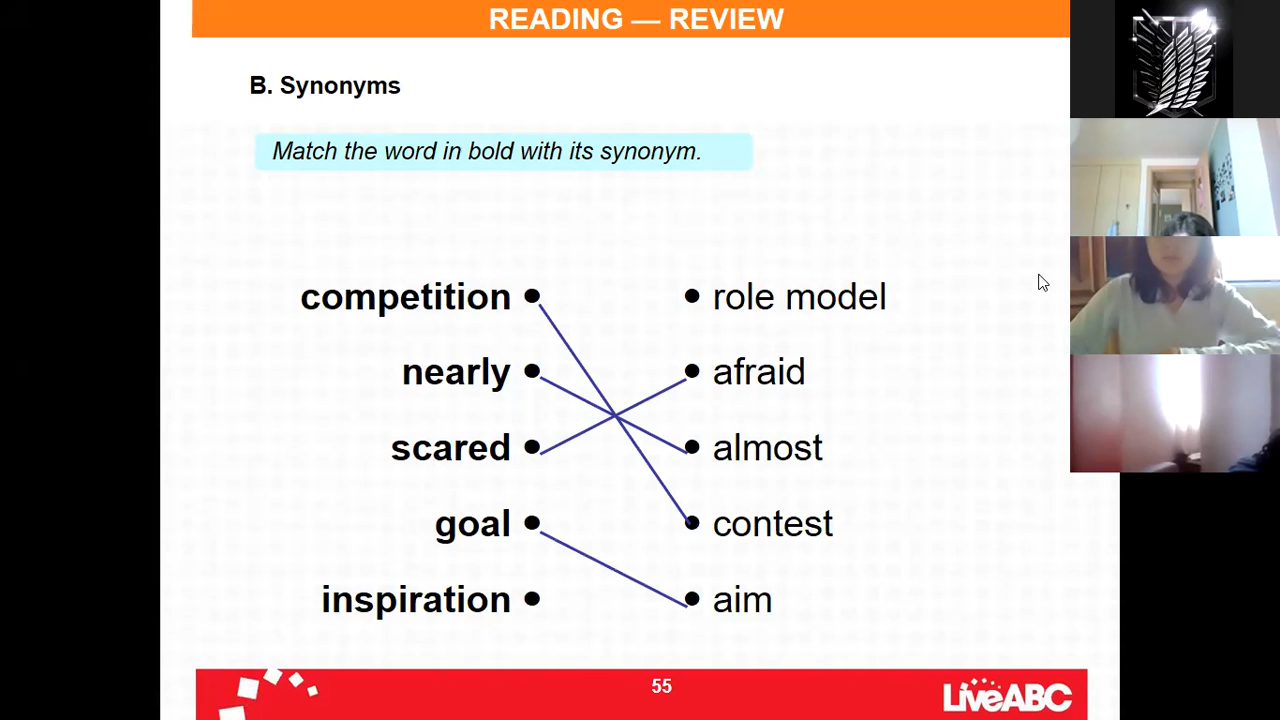 READING — REVIEW
B. Synonyms
Match the word in bold with its synonym.
competition • • role model
nearly • • afraid
scared • • almost
goal • • contest
inspiration • • aim
55
LiveABC